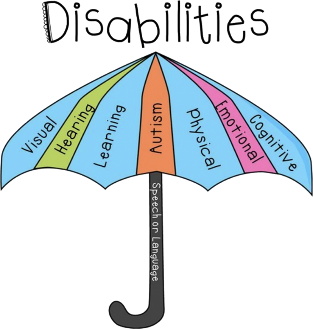 Disabilities
Visual
Hearing
Learning
Autism
Physical
Emotional
Cognitive
Speech or Language